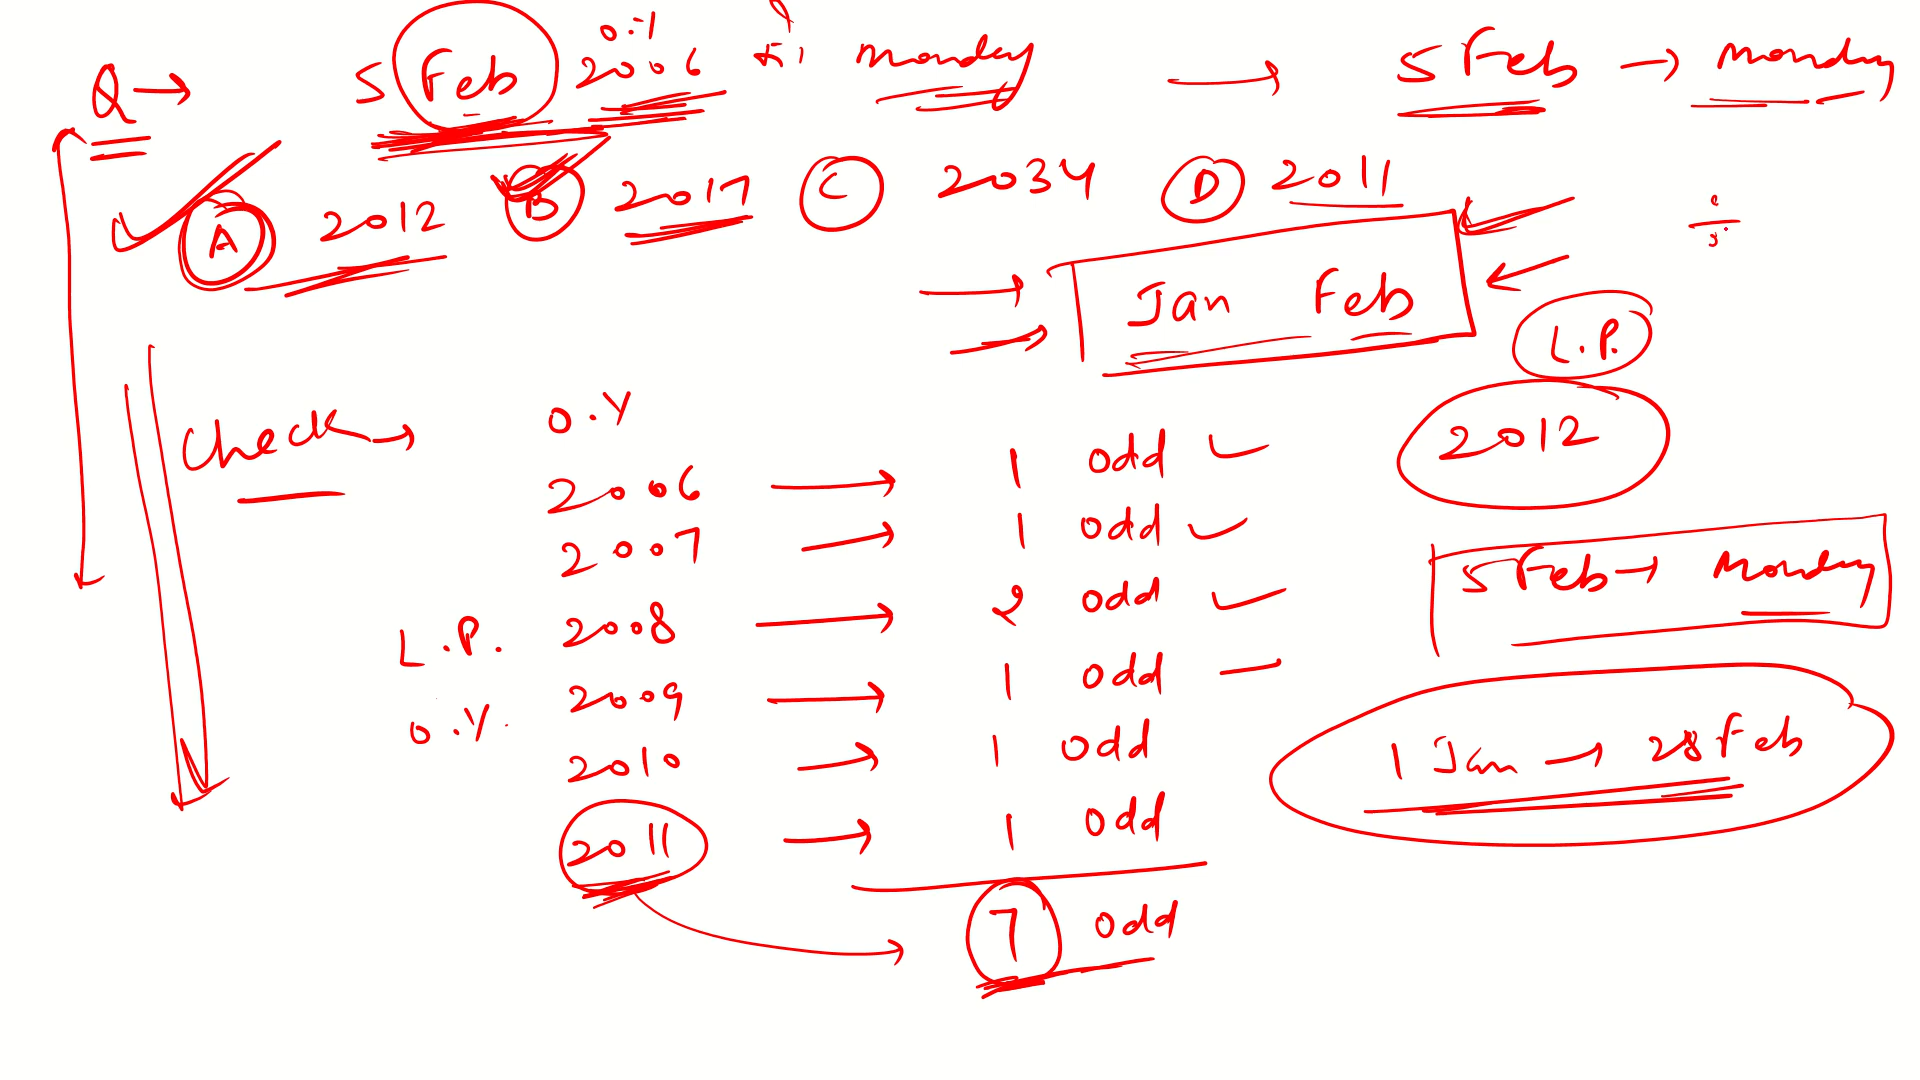 Q → 5 Feb 2006 को Monday → 5 Feb → Monday
O.Y
A 2012 B 2017 C 2034 D 2011
Jan Feb
L.P.
2012
Check → O.Y
2006 → 1 odd
2007 → 1 odd
L.P. 2008 → 2 odd
O.Y. 2009 → 1 odd
2010 → 1 odd
2011 → 1 odd
7 odd
5 Feb → Monday
1 Jan → 28 Feb